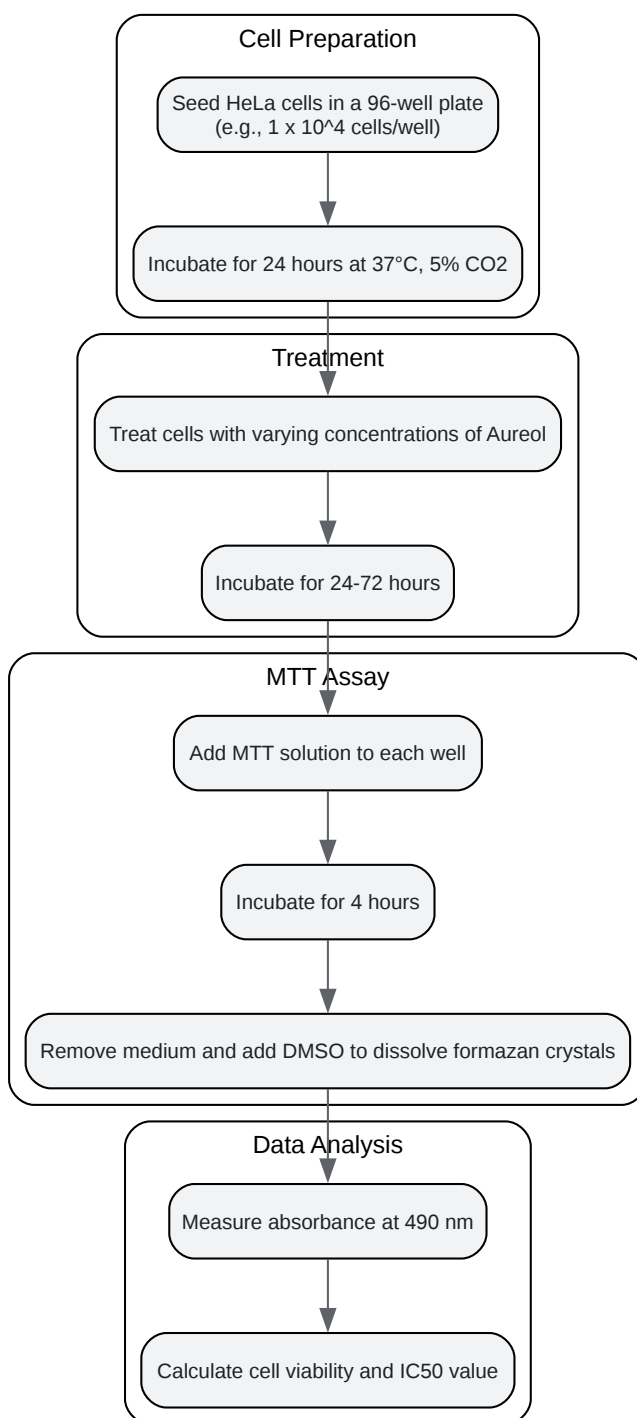 Cell Preparation
Seed HeLa cells in a 96-well plate
(e.g., 1 x 10^4 cells/well)
Incubate for 24 hours at 37°C, 5% CO2
Treatment
Treat cells with varying concentrations of Aureol
Incubate for 24-72 hours
MTT Assay
Add MTT solution to each well
Incubate for 4 hours
Remove medium and add DMSO to dissolve formazan crystals
Data Analysis
Measure absorbance at 490 nm
Calculate cell viability and IC50 value